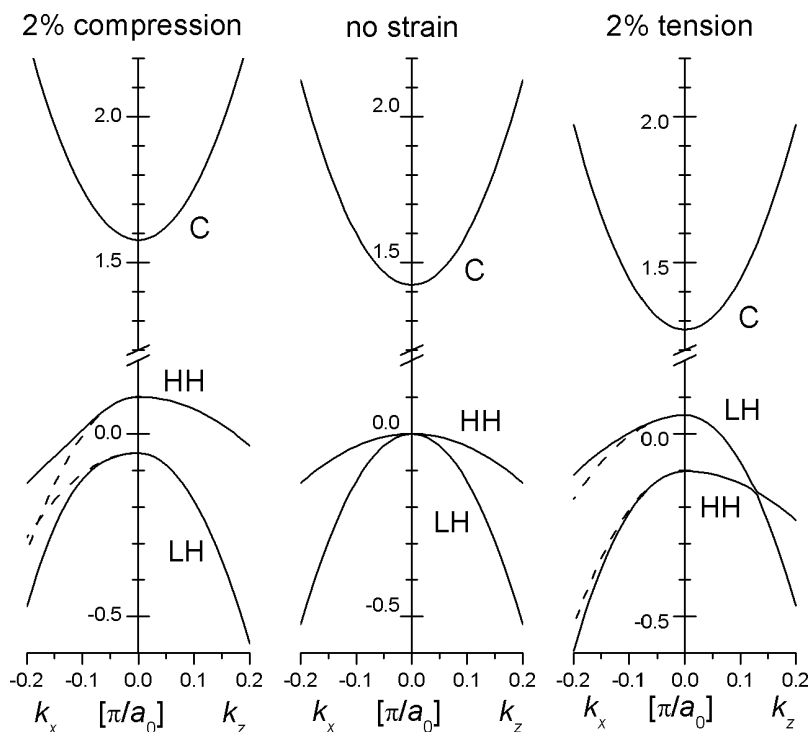 2% compression
no strain
2% tension
2.0
C
1.5
HH
0.0
LH
-0.5
-0.2 -0.1 0.0 0.1 0.2
kx [π/a0] kz
2.0
1.5
C
0.0
HH
LH
-0.5
-0.2 -0.1 0.0 0.1 0.2
kx [π/a0] kz
2.0
1.5
C
LH
0.0
HH
-0.5
-0.2 -0.1 0.0 0.1 0.2
kx [π/a0] kz